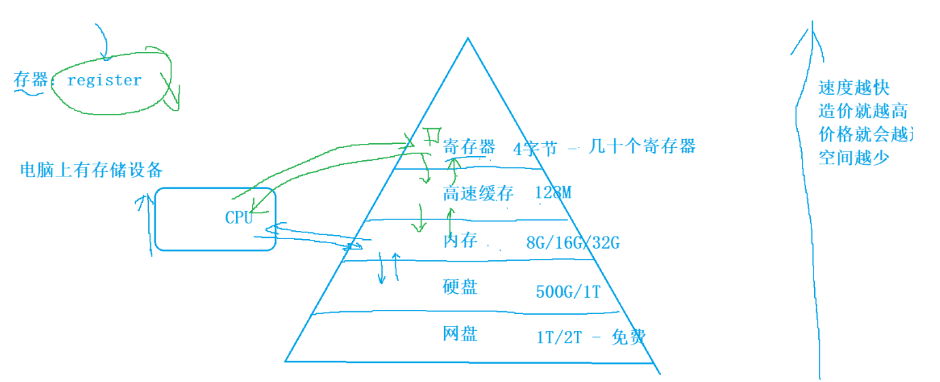 存器: register
速度越快
造价就越高
价格就会越
空间越少
寄存器 4字节 - 几十个寄存器
电脑上有存储设备
高速缓存 128M
CPU
内存 8G/16G/32G
硬盘 500G/1T
网盘 1T/2T - 免费